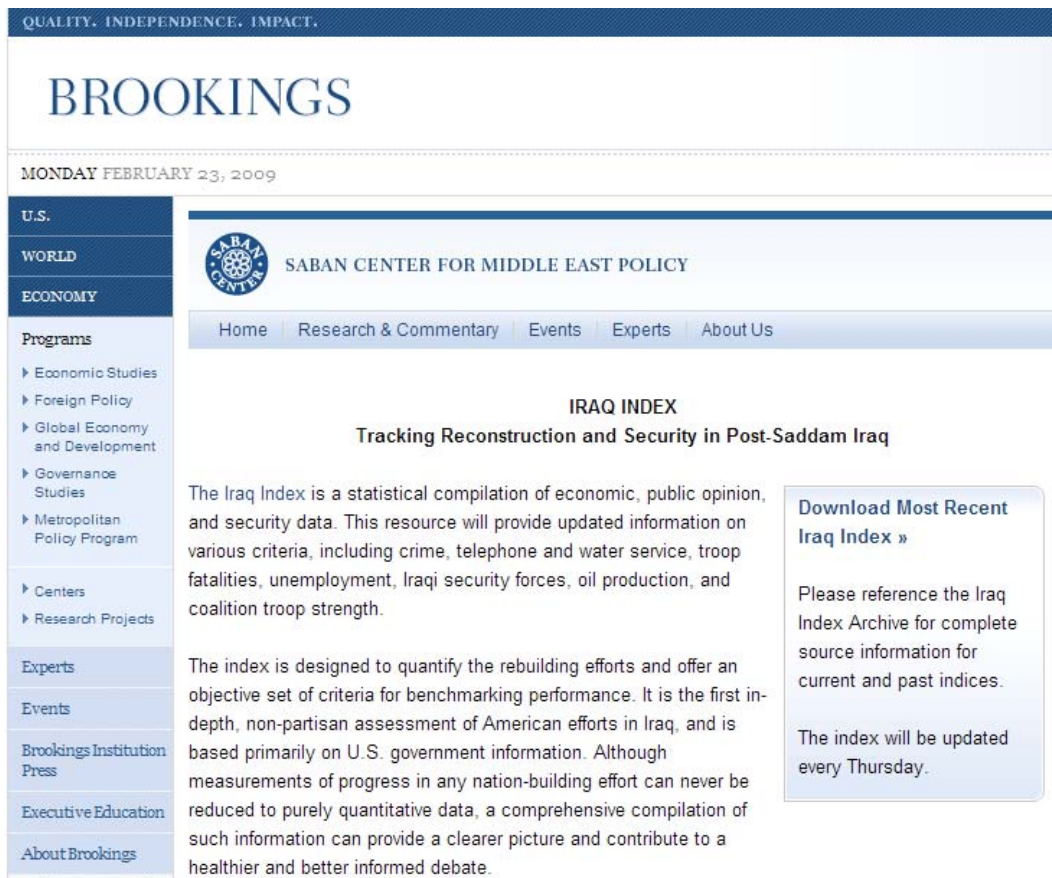 QUALITY. INDEPENDENCE. IMPACT.
BROOKINGS
MONDAY FEBRUARY 23, 2009
U.S.
WORLD
ECONOMY
Programs
Economic Studies
Foreign Policy
Global Economy
and Development
Governance
Studies
Metropolitan
Policy Program
Centers
Research Projects
Experts
Events
Brookings Institution
Press
Executive Education
About Brookings
SABAN CENTER
SABAN CENTER FOR MIDDLE EAST POLICY
Home Research & Commentary Events Experts About Us
IRAQ INDEX
Tracking Reconstruction and Security in Post-Saddam Iraq
The Iraq Index is a statistical compilation of economic, public opinion,
and security data. This resource will provide updated information on
various criteria, including crime, telephone and water service, troop
fatalities, unemployment, Iraqi security forces, oil production, and
coalition troop strength.
The index is designed to quantify the rebuilding efforts and offer an
objective set of criteria for benchmarking performance. It is the first in-
depth, non-partisan assessment of American efforts in Iraq, and is
based primarily on U.S. government information. Although
measurements of progress in any nation-building effort can never be
reduced to purely quantitative data, a comprehensive compilation of
such information can provide a clearer picture and contribute to a
healthier and better informed debate.
Download Most Recent
Iraq Index »
Please reference the Iraq
Index Archive for complete
source information for
current and past indices.
The index will be updated
every Thursday.